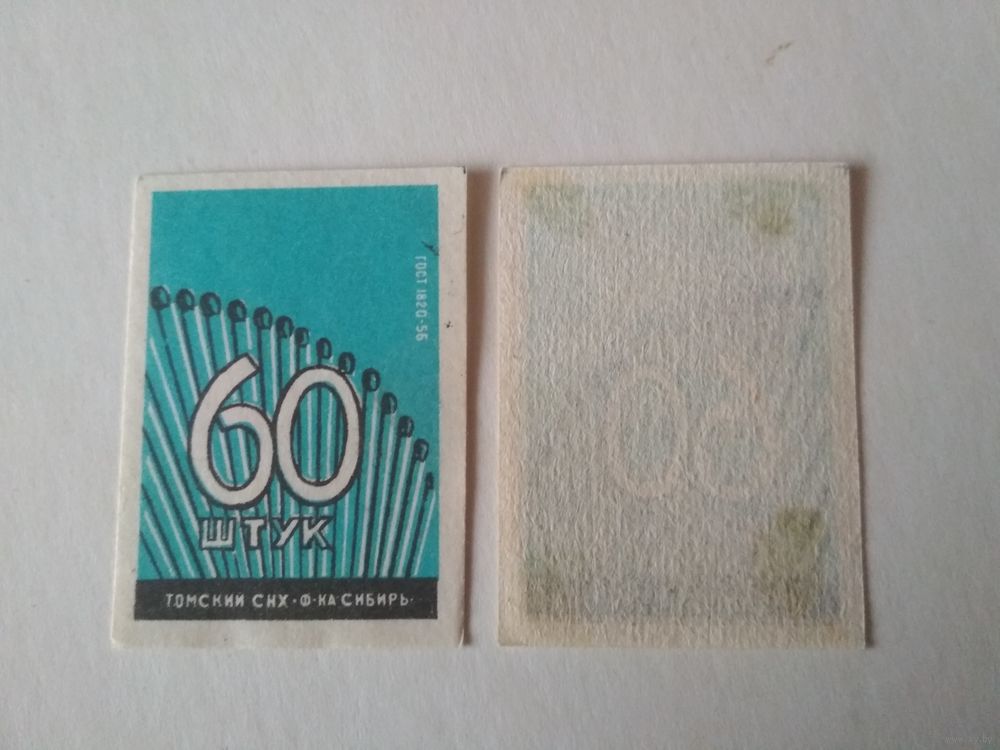 ГОСТ 1820-56
60
ШТУК
ТОМСКИЙ СНХ·Ф-КА СИБИРЬ·